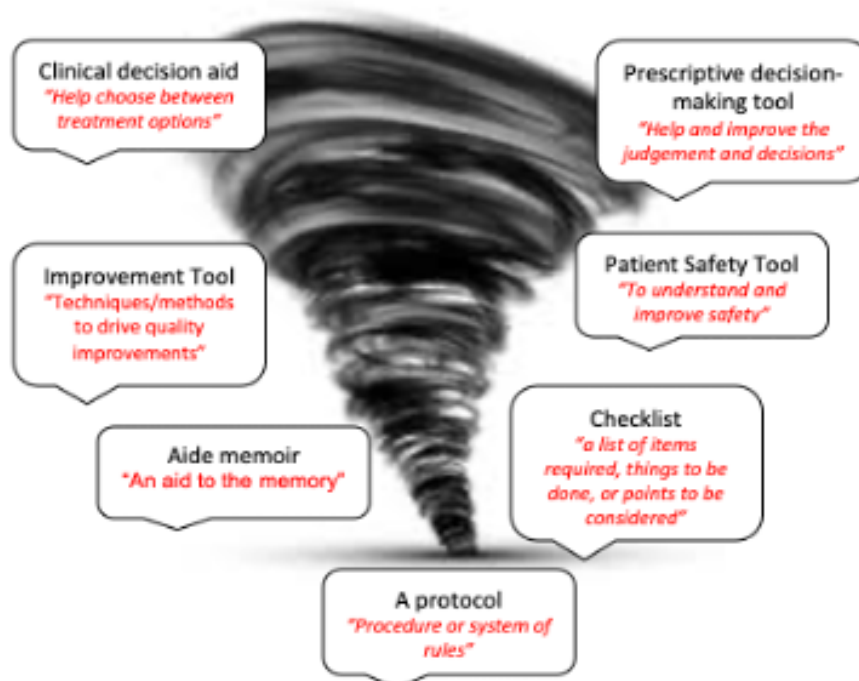 Clinical decision aid
"Help choose between
treatment options"
Prescriptive decision-
making tool
"Help and improve the
judgement and decisions"
Improvement Tool
"Techniques/methods
to drive quality
improvements"
Patient Safety Tool
"To understand and
improve safety"
Aide memoir
"An aid to the memory"
Checklist
"a list of items
required, things to be
done, or points to be
considered"
A protocol
"Procedure or system of
rules"